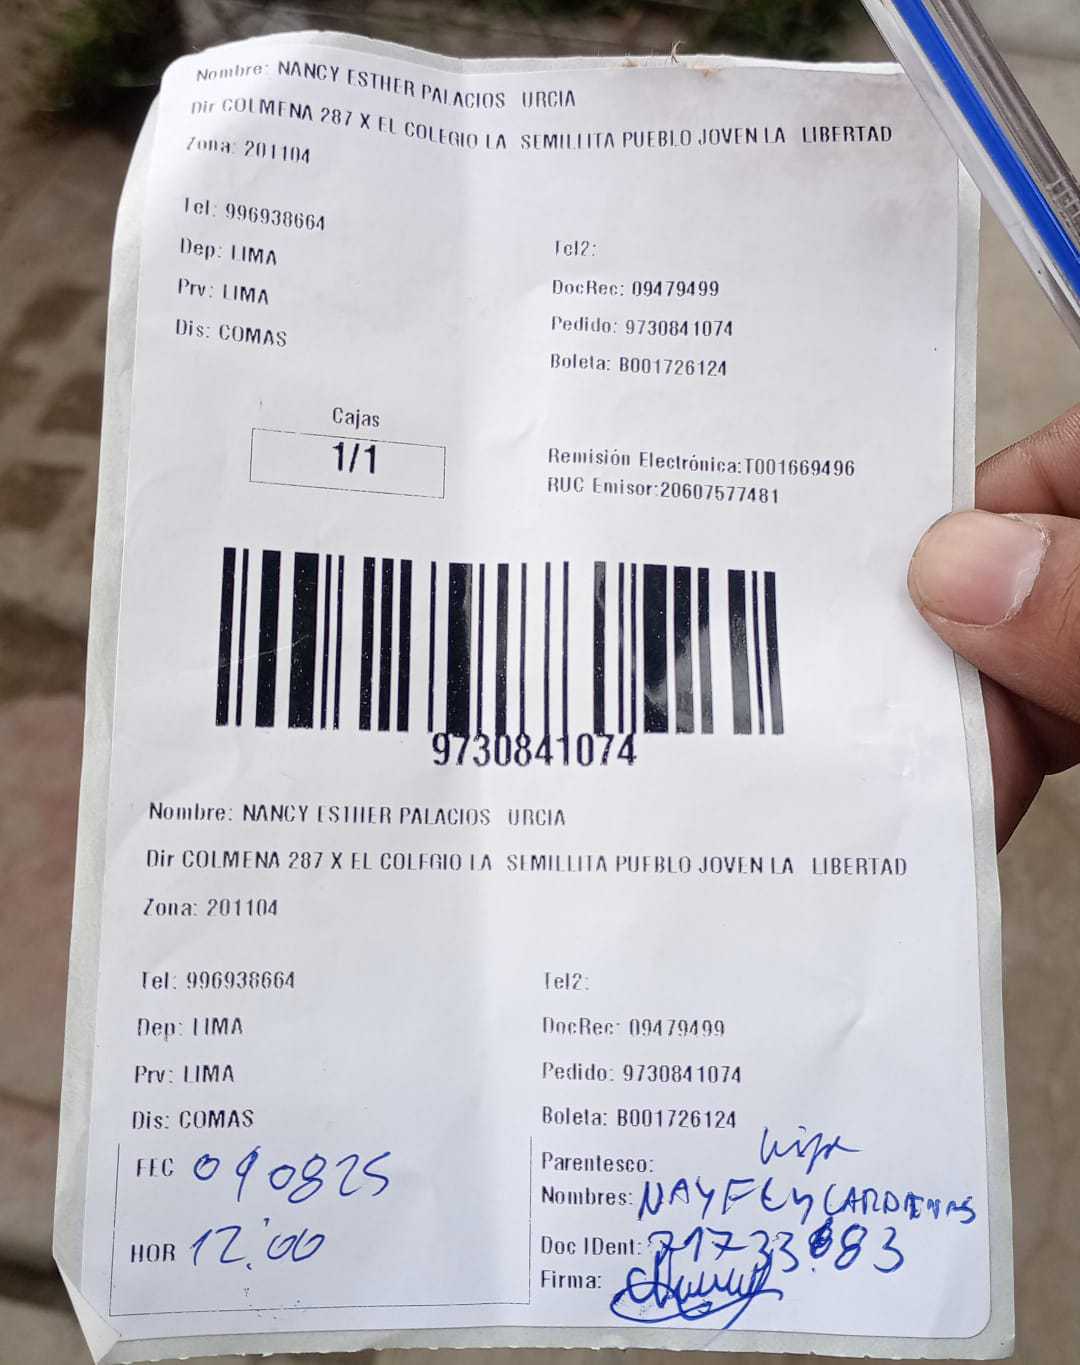 Nombre: NANCY ESTHER PALACIOS URCIA
Dir COLMENA 287 X EL COLEGIO LA SEMILLITA PUEBLO JOVEN LA LIBERTAD
Zona: 201104
Tel: 996938664
Dep: LIMA
Tel2:
Prv: LIMA
DocRec: 09479499
Dis: COMAS
Pedido: 9730841074
Boleta: B001726124
Cajas
1/1
Remisión Electrónica:T001669496
RUC Emisor:20607577481
9730841074
Nombre: NANCY ESTHER PALACIOS URCIA
Dir COLMENA 287 X EL COLEGIO LA SEMILLITA PUEBLO JOVEN LA LIBERTAD
Zona: 201104
Tel: 996938664 Tel2:
Dep: LIMA DocRec: 09479499
Prv: LIMA Pedido: 9730841074
Dis: COMAS Boleta: B001726124
FEC 090825 Parentesco: hija
Nombres: CARDENAS
HOR 12:00 Doc IDent:
Firma: